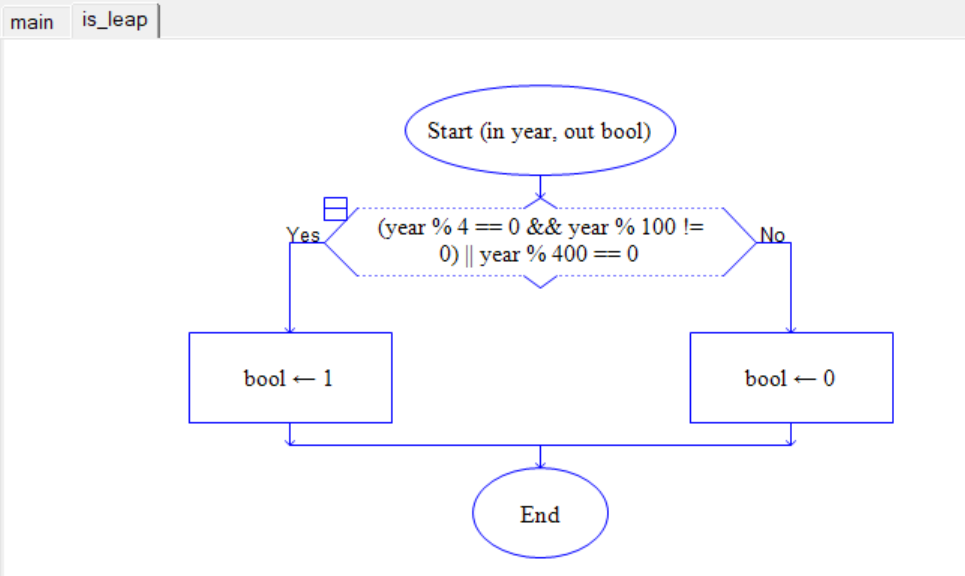 main
is_leap
Start (in year, out bool)
Yes
(year % 4 == 0 && year % 100 !=
0) || year % 400 == 0
No
bool ← 1
bool ← 0
End